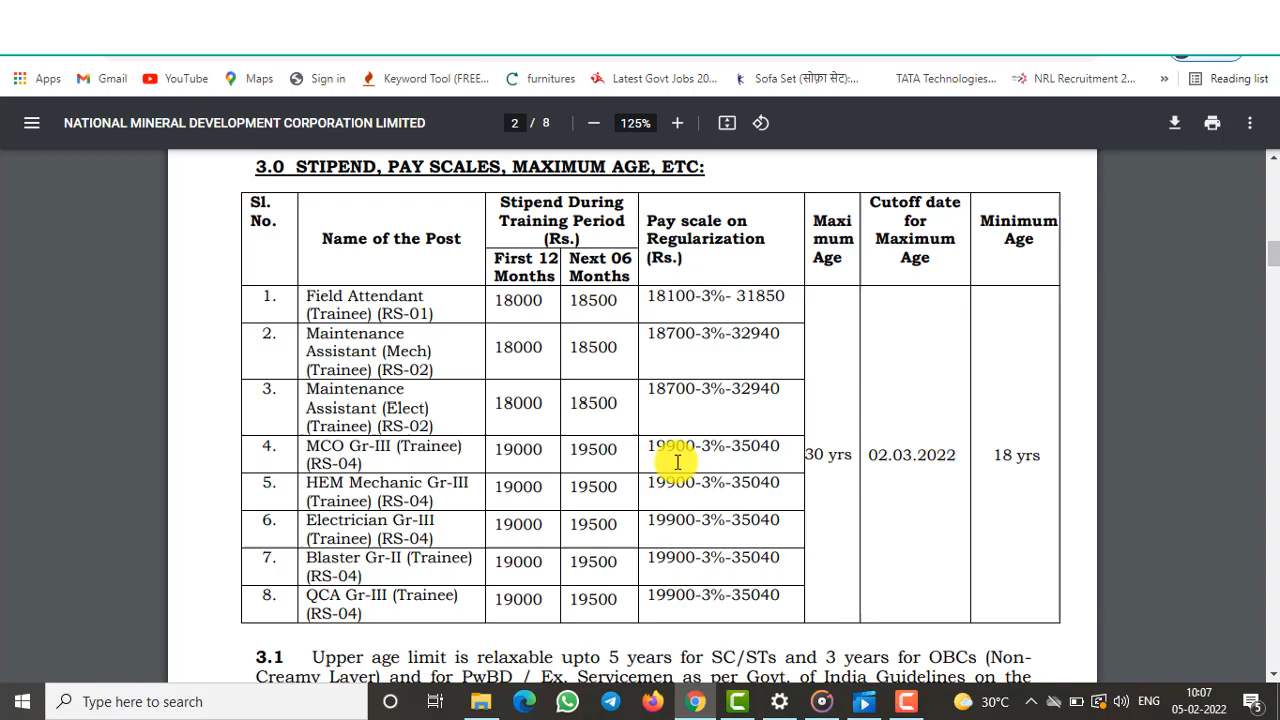 Apps
Gmail
YouTube
Maps
Sign in
Keyword Tool (FREE...
furnitures
Latest Govt Jobs 20...
Sofa Set (सोफ़ा सेट):...
TATA Technologies...
NRL Recruitment 2...
»
Reading list
NATIONAL MINERAL DEVELOPMENT CORPORATION LIMITED
2 / 8
125%
3.0 STIPEND, PAY SCALES, MAXIMUM AGE, ETC:
Sl.
No.
Name of the Post
Stipend During
Training Period
(Rs.)
First 12
Months
Next 06
Months
Pay scale on
Regularization
(Rs.)
Maxi
mum
Age
Cutoff date
for
Maximum
Age
Minimum
Age
1.
Field Attendant
(Trainee) (RS-01)
18000
18500
18100-3%- 31850
2.
Maintenance
Assistant (Mech)
(Trainee) (RS-02)
18000
18500
18700-3%-32940
3.
Maintenance
Assistant (Elect)
(Trainee) (RS-02)
18000
18500
18700-3%-32940
4.
MCO Gr-III (Trainee)
(RS-04)
19000
19500
19900-3%-35040
30 yrs
02.03.2022
18 yrs
5.
HEM Mechanic Gr-III
(Trainee) (RS-04)
19000
19500
19900-3%-35040
6.
Electrician Gr-III
(Trainee) (RS-04)
19000
19500
19900-3%-35040
7.
Blaster Gr-II (Trainee)
(RS-04)
19000
19500
19900-3%-35040
8.
QCA Gr-III (Trainee)
(RS-04)
19000
19500
19900-3%-35040
3.1 Upper age limit is relaxable upto 5 years for SC/STs and 3 years for OBCs (Non-
Creamy Layer) and for PwBD / Ex. Servicemen as per Govt. of India Guidelines on the
Type here to search
30°C
ENG
10:07
05-02-2022
5